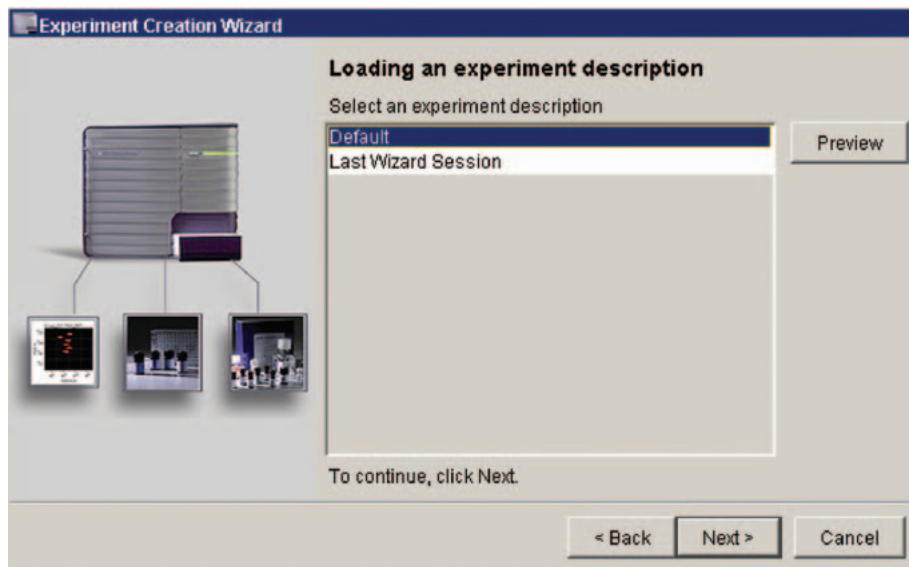 Experiment Creation Wizard
Loading an experiment description
Select an experiment description
Default
Last Wizard Session
Preview
To continue, click Next.
< Back
Next >
Cancel